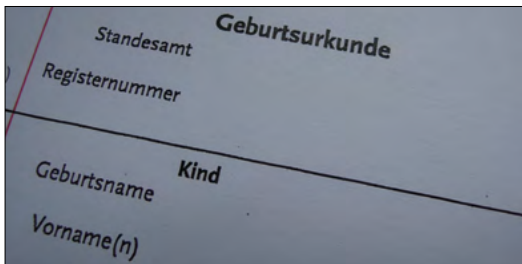 Geburtsurkunde
Standesamt
Registernummer
Kind
Geburtsname
Vorname(n)